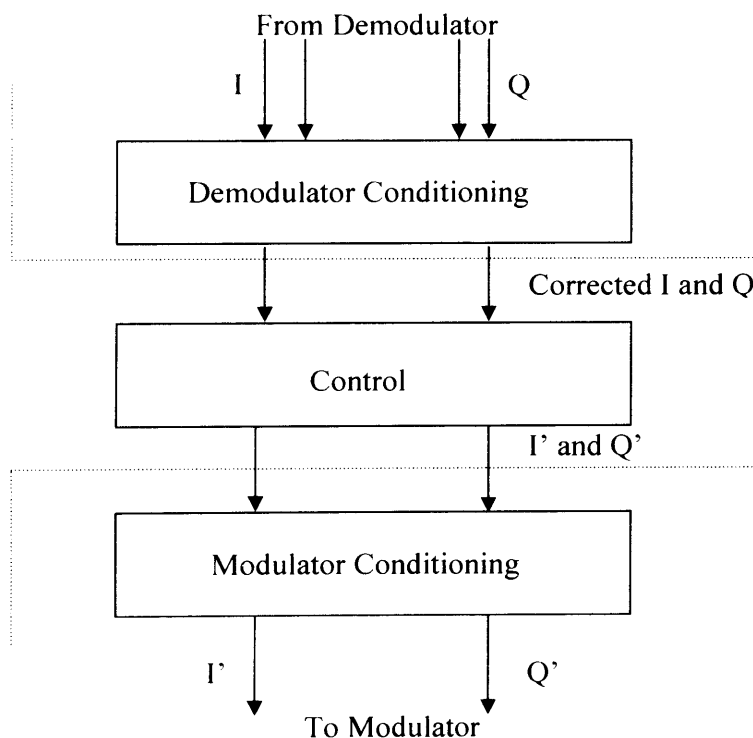 From Demodulator
I
Q
Demodulator Conditioning
Corrected I and Q
Control
I' and Q'
Modulator Conditioning
I'
Q'
To Modulator